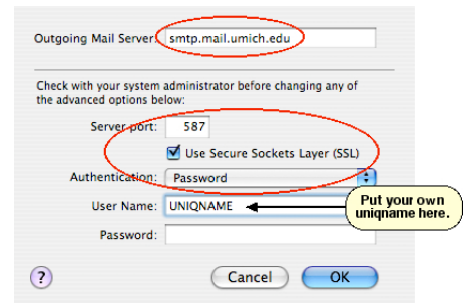 Outgoing Mail Server: smtp.mail.umich.edu
Check with your system administrator before changing any of
the advanced options below:
Server port: 587
Use Secure Sockets Layer (SSL)
Authentication: Password
User Name: UNIQNAME
Put your own
uniqname here.
Password:
? Cancel OK